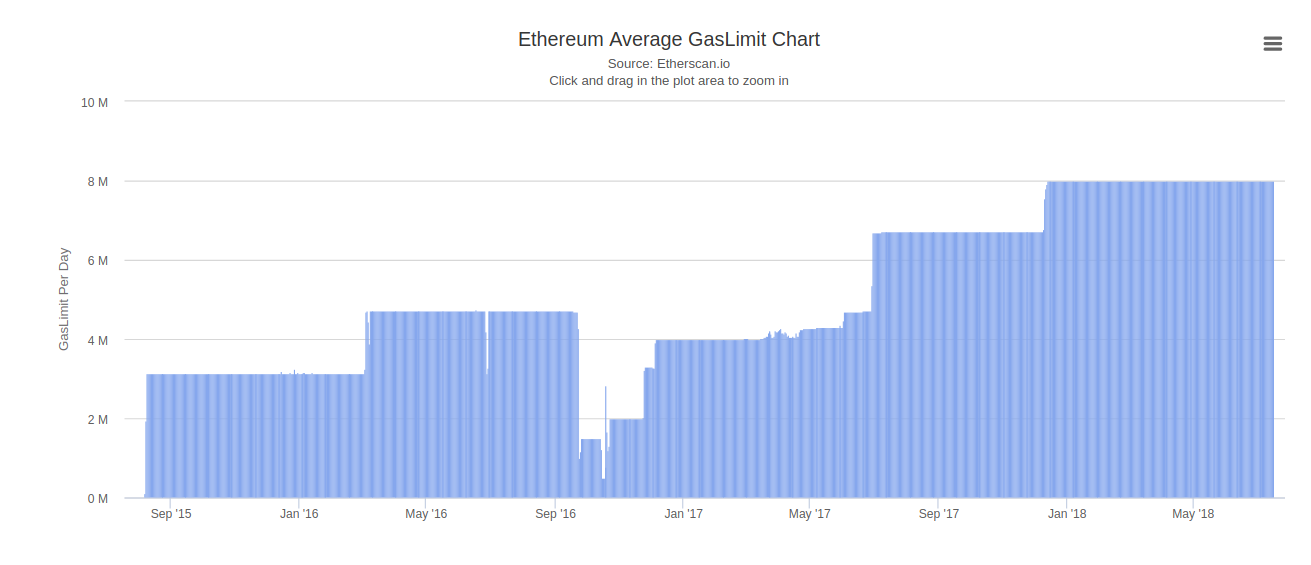 Ethereum Average GasLimit Chart
Source: Etherscan.io
Click and drag in the plot area to zoom in
GasLimit Per Day
10 M
8 M
6 M
4 M
2 M
0 M
Sep '15
Jan '16
May '16
Sep '16
Jan '17
May '17
Sep '17
Jan '18
May '18